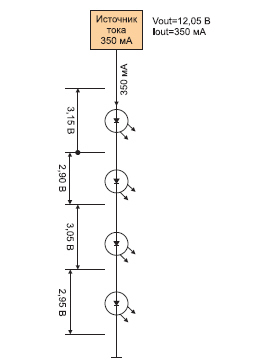 Источник
тока
350 мА
Vout=12,05 В
Iout=350 мА
350 мА
3,15 В
2,90 В
3,05 В
2,95 В